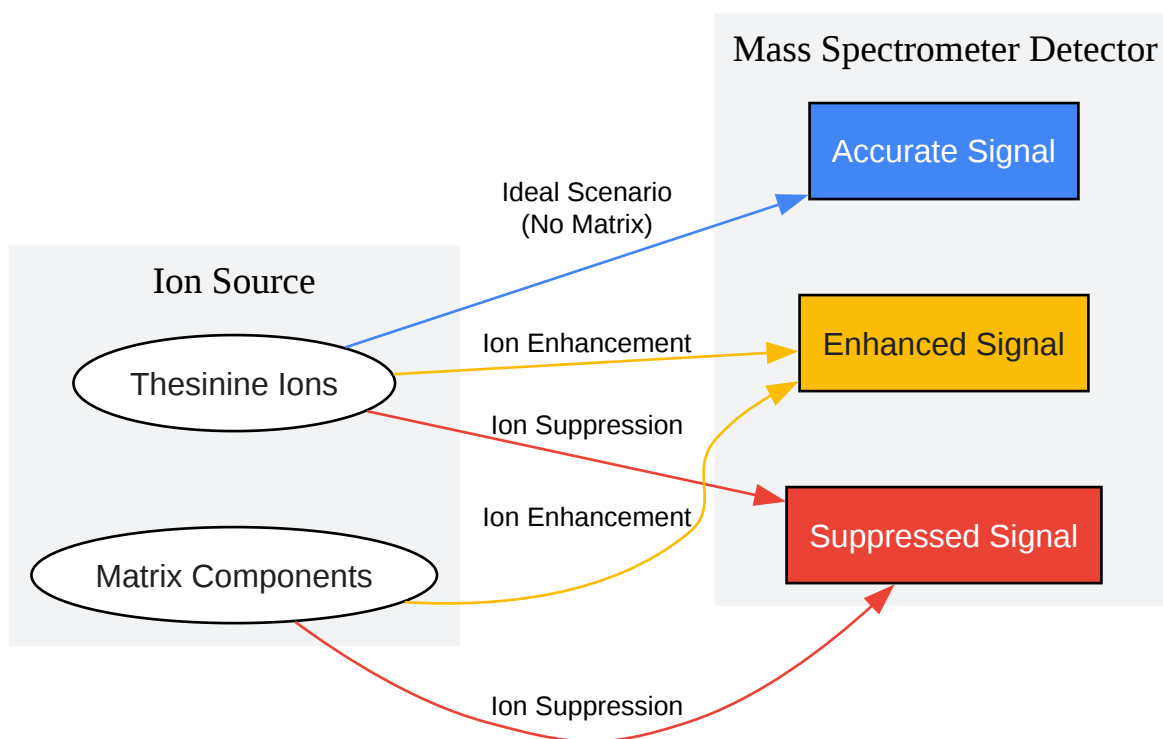 Mass Spectrometer Detector
Accurate Signal
Ideal Scenario
(No Matrix)
Ion Source
Ion Enhancement
Enhanced Signal
Thesinine Ions
Ion Suppression
Ion Enhancement
Suppressed Signal
Matrix Components
Ion Suppression